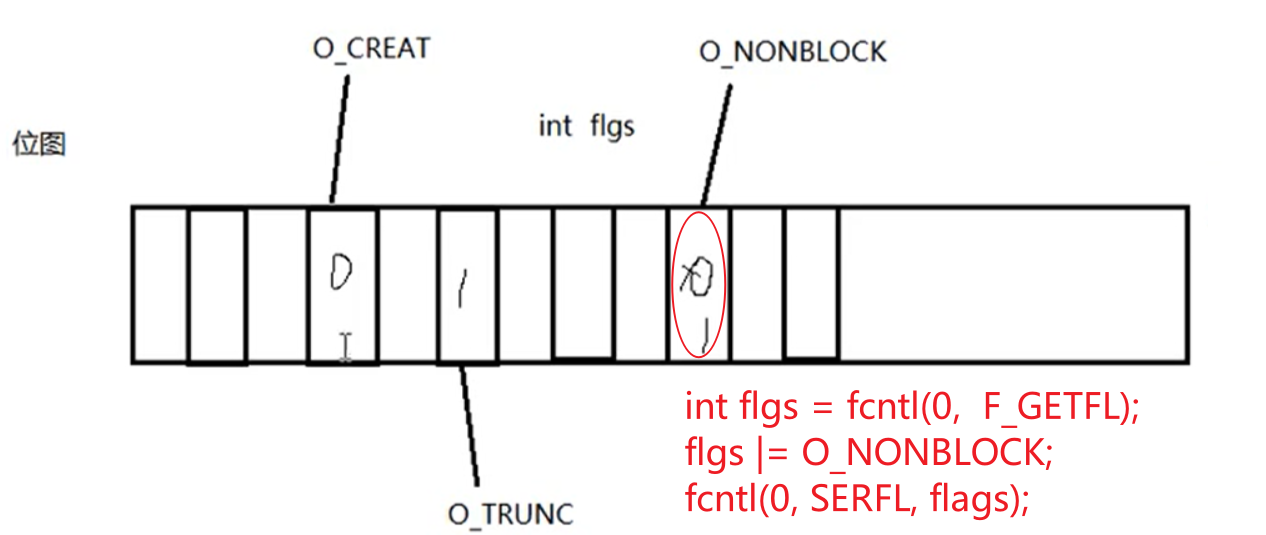 O_CREAT
O_NONBLOCK
int flgs
位图
0
1
0
1
O_TRUNC
int flgs = fcntl(0, F_GETFL);
flgs |= O_NONBLOCK;
fcntl(0, SERFL, flags);